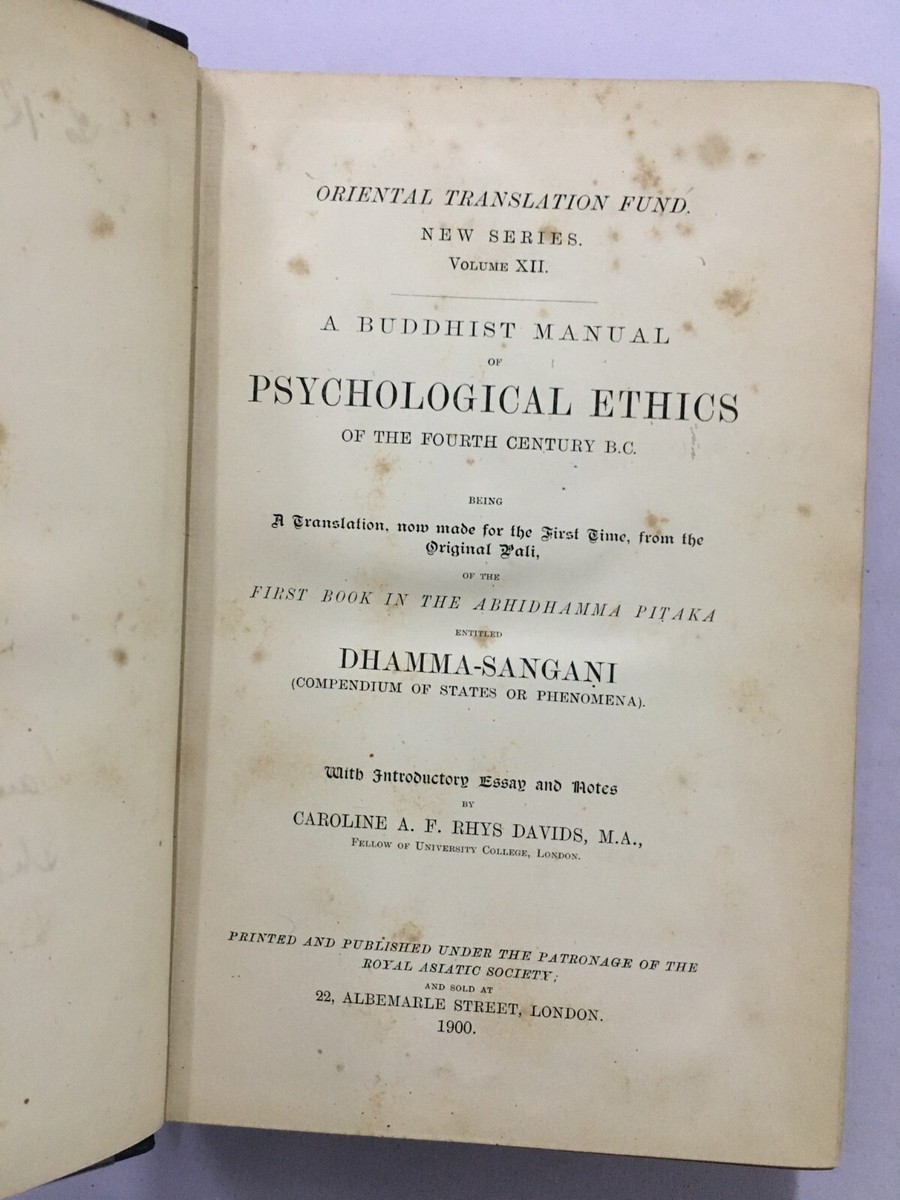 ORIENTAL TRANSLATION FUND.
NEW SERIES.
VOLUME XII.
A BUDDHIST MANUAL
OF
PSYCHOLOGICAL ETHICS
OF THE FOURTH CENTURY B.C.
BEING
A Translation, now made for the First Time, from the
Original Pali,
OF THE
FIRST BOOK IN THE ABHIDHAMMA PIṬAKA
ENTITLED
DHAMMA-SANGAṆI
(COMPENDIUM OF STATES OR PHENOMENA).
With Introductory Essay and Notes
BY
CAROLINE A. F. RHYS DAVIDS, M.A.,
FELLOW OF UNIVERSITY COLLEGE, LONDON.
PRINTED AND PUBLISHED UNDER THE PATRONAGE OF THE
ROYAL ASIATIC SOCIETY;
AND SOLD AT
22, ALBEMARLE STREET, LONDON.
1900.